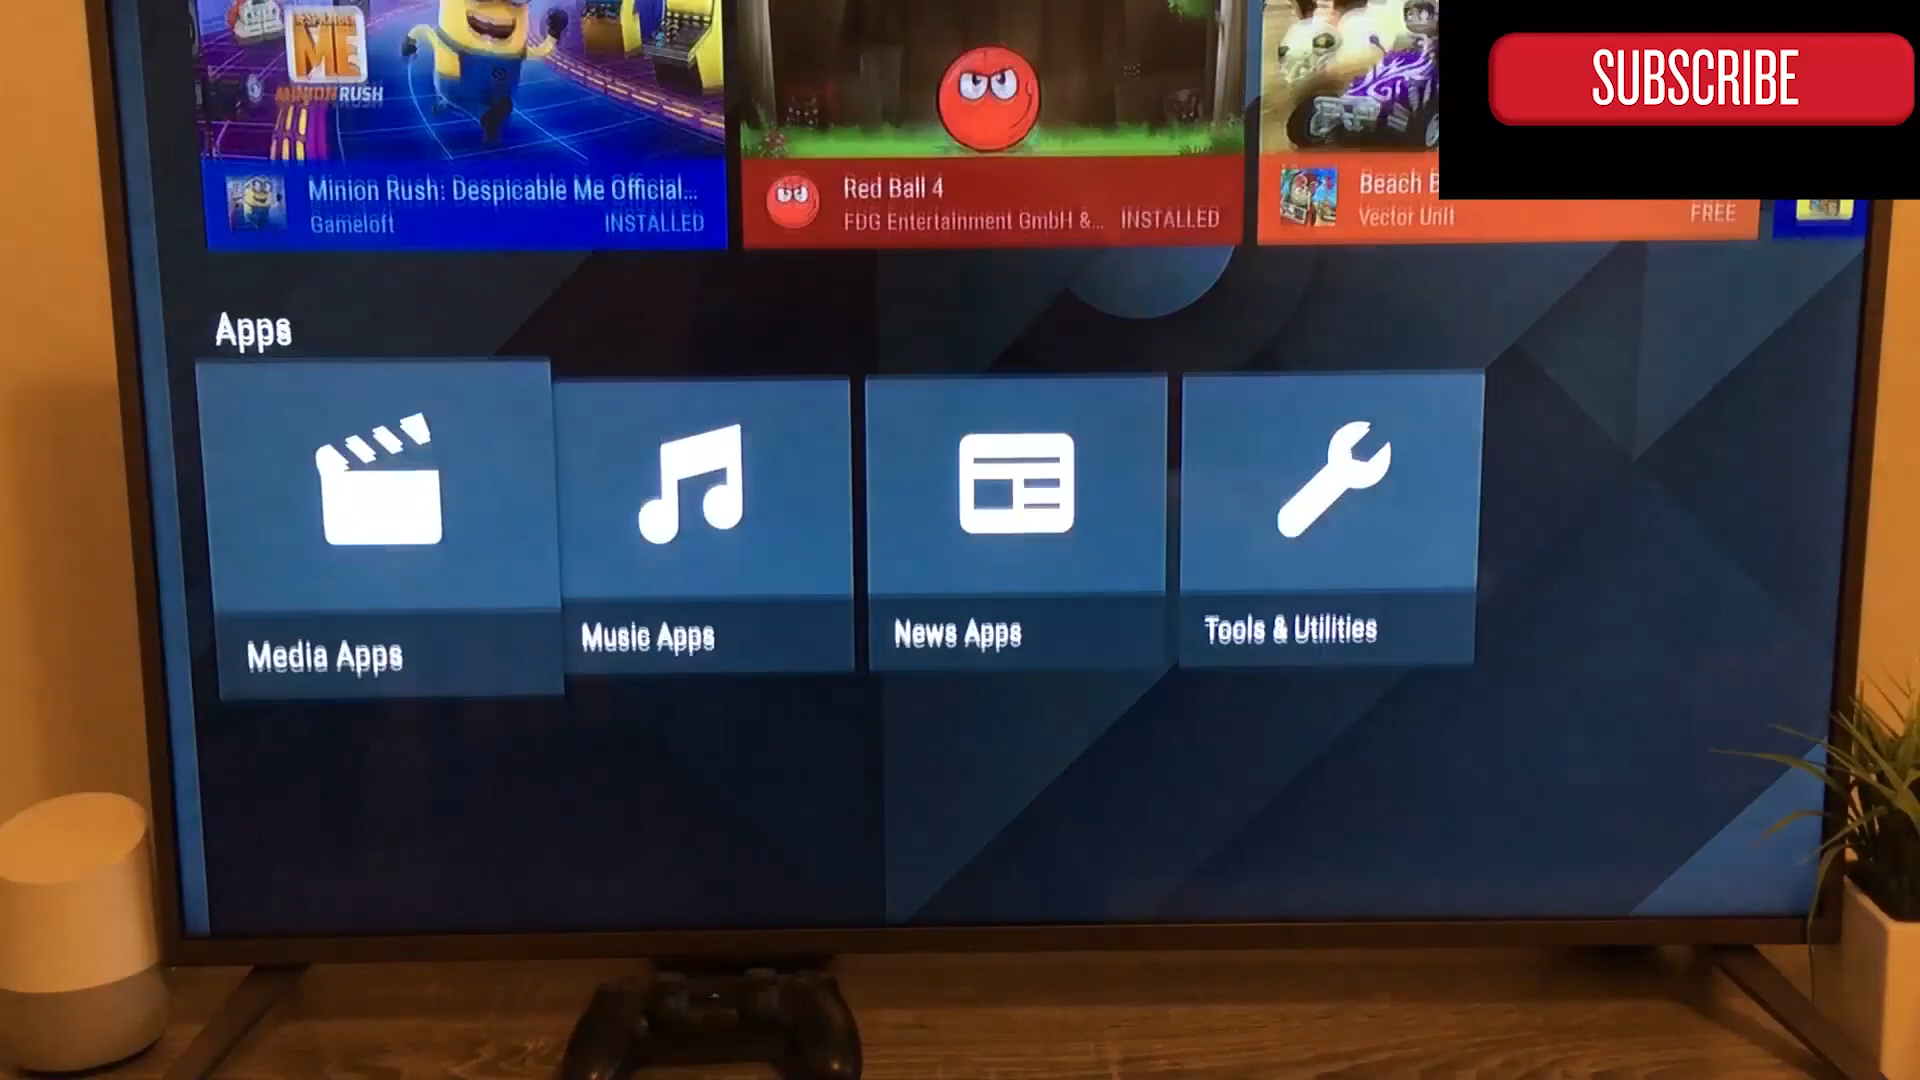 SUBSCRIBE
ME
MINION RUSH
Minion Rush: Despicable Me Official...
Gameloft
INSTALLED
Red Ball 4
FDG Entertainment GmbH &...
INSTALLED
Beach B
Vector Unit
FREE
Apps
Media Apps
Music Apps
News Apps
Tools & Utilities